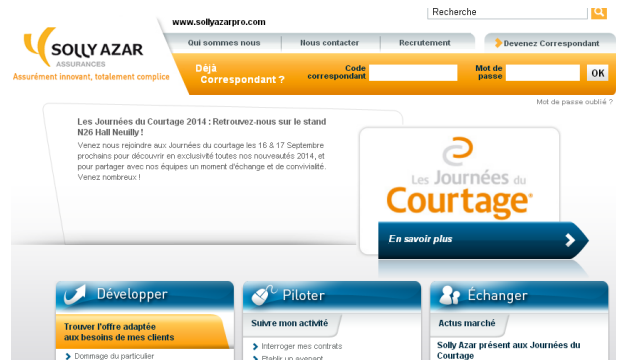 www.sollyazarpro.com
Recherche
SOLLY AZAR
ASSURANCES
Assurément innovant, totalement complice
Qui sommes nous
Nous contacter
Recrutement
Devenez Correspondant
Déjà
Correspondant ?
Code
correspondant
Mot de
passe
OK
Mot de passe oublié ?
Les Journées du Courtage 2014 : Retrouvez-nous sur le stand
N26 Hall Neuilly !
Venez nous rejoindre aux Journées du courtage les 16 & 17 Septembre
prochains pour découvrir en exclusivité toutes nos nouveautés 2014, et
pour partager avec nos équipes un moment d'échange et de convivialité.
Venez nombreux !
Les Journées du
Courtage
En savoir plus
Développer
Trouver l'offre adaptée
aux besoins de mes clients
Dommage du particulier
Piloter
Suivre mon activité
Interroger mes contrats
Etablir un avenant
Échanger
Actus marché
Solly Azar présent aux Journées du
Courtage